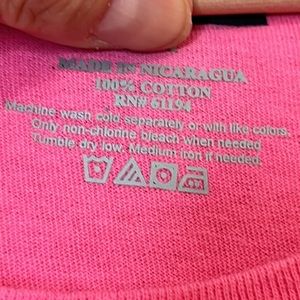 MADE IN NICARAGUA
100% COTTON
RN# 61194
Machine wash cold separately or with like colors.
Only non-chlorine bleach when needed
Tumble dry low. Medium iron if needed.